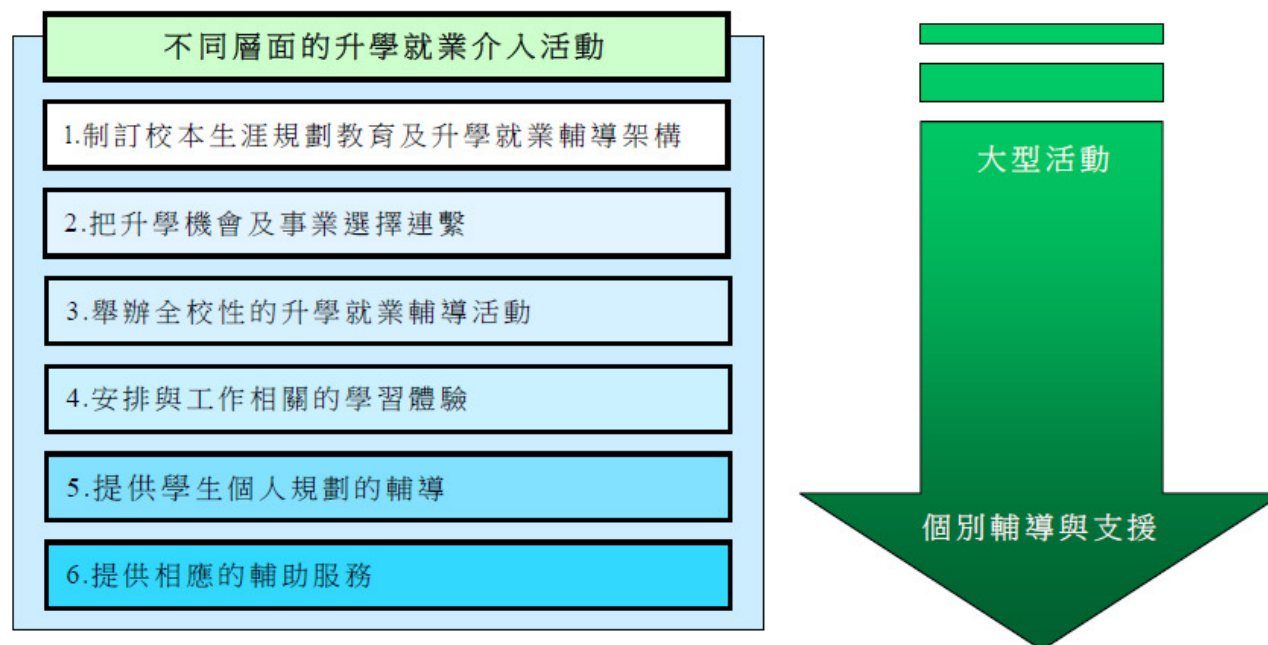 不同層面的升學就業介入活動
1.制訂校本生涯規劃教育及升學就業輔導架構
2.把升學機會及事業選擇連繫
3.舉辦全校性的升學就業輔導活動
4.安排與工作相關的學習體驗
5.提供學生個人規劃的輔導
6.提供相應的輔助服務
大型活動
個別輔導與支援